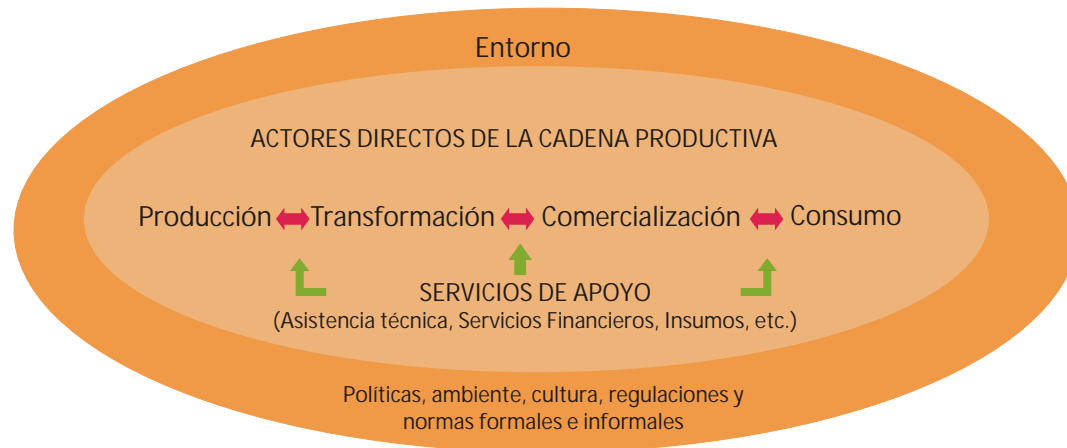 Entorno
ACTORES DIRECTOS DE LA CADENA PRODUCTIVA
Producción Transformación Comercialización Consumo
SERVICIOS DE APOYO
(Asistencia técnica, Servicios Financieros, Insumos, etc.)
Políticas, ambiente, cultura, regulaciones y
normas formales e informales